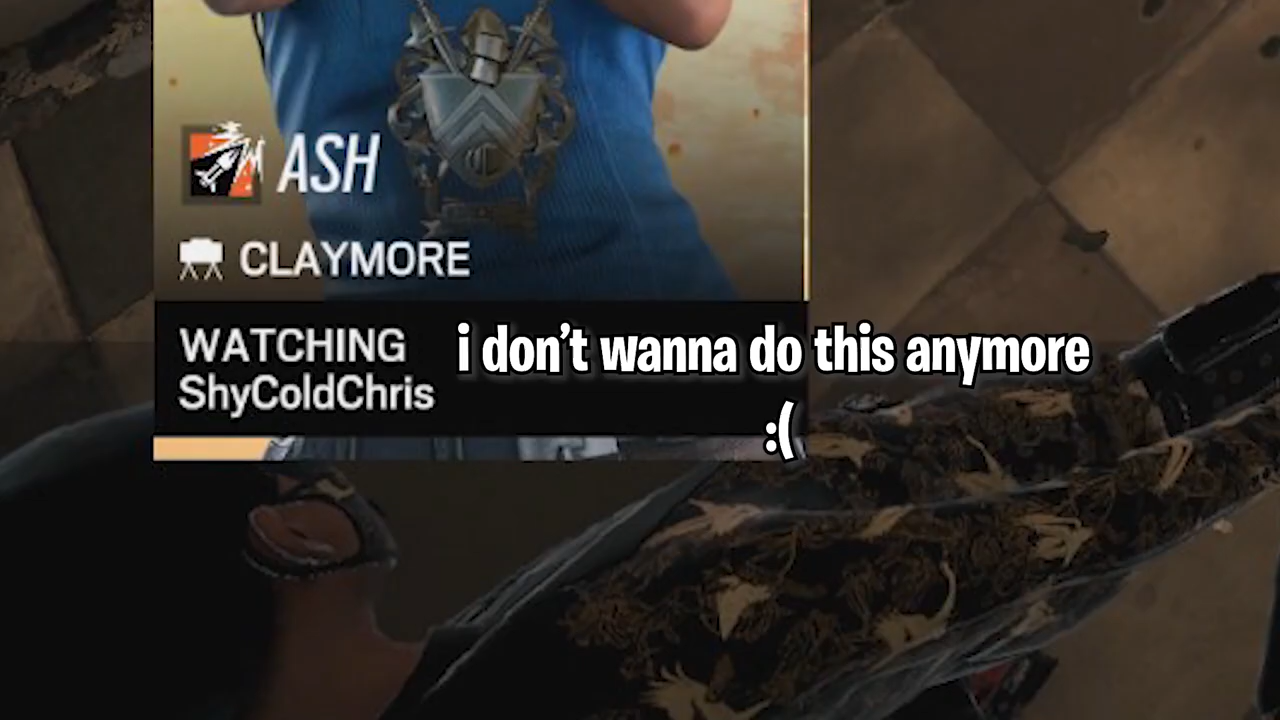 ASH
CLAYMORE
WATCHING
ShyColdChris
i don't wanna do this anymore
:(